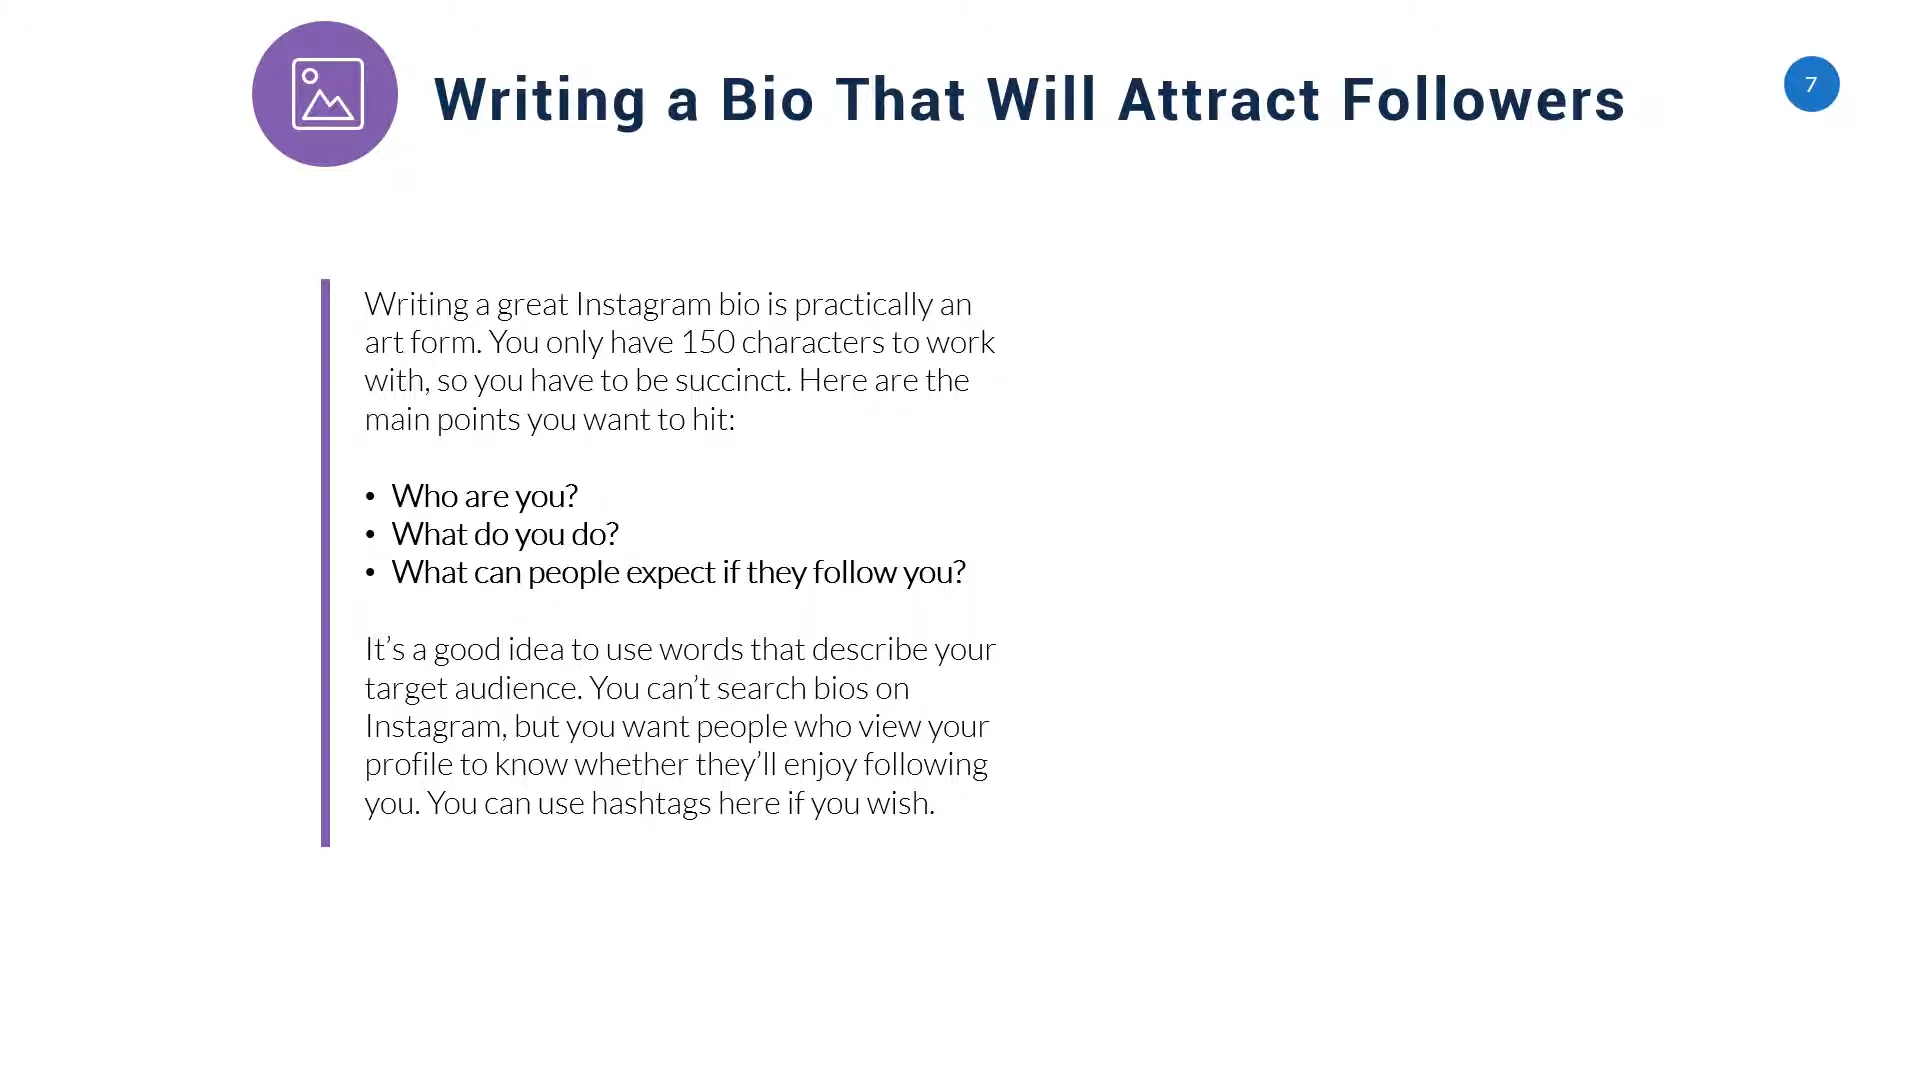 Writing a Bio That Will Attract Followers
7
Writing a great Instagram bio is practically an
art form. You only have 150 characters to work
with, so you have to be succinct. Here are the
main points you want to hit:
• Who are you?
• What do you do?
• What can people expect if they follow you?
It’s a good idea to use words that describe your
target audience. You can’t search bios on
Instagram, but you want people who view your
profile to know whether they’ll enjoy following
you. You can use hashtags here if you wish.